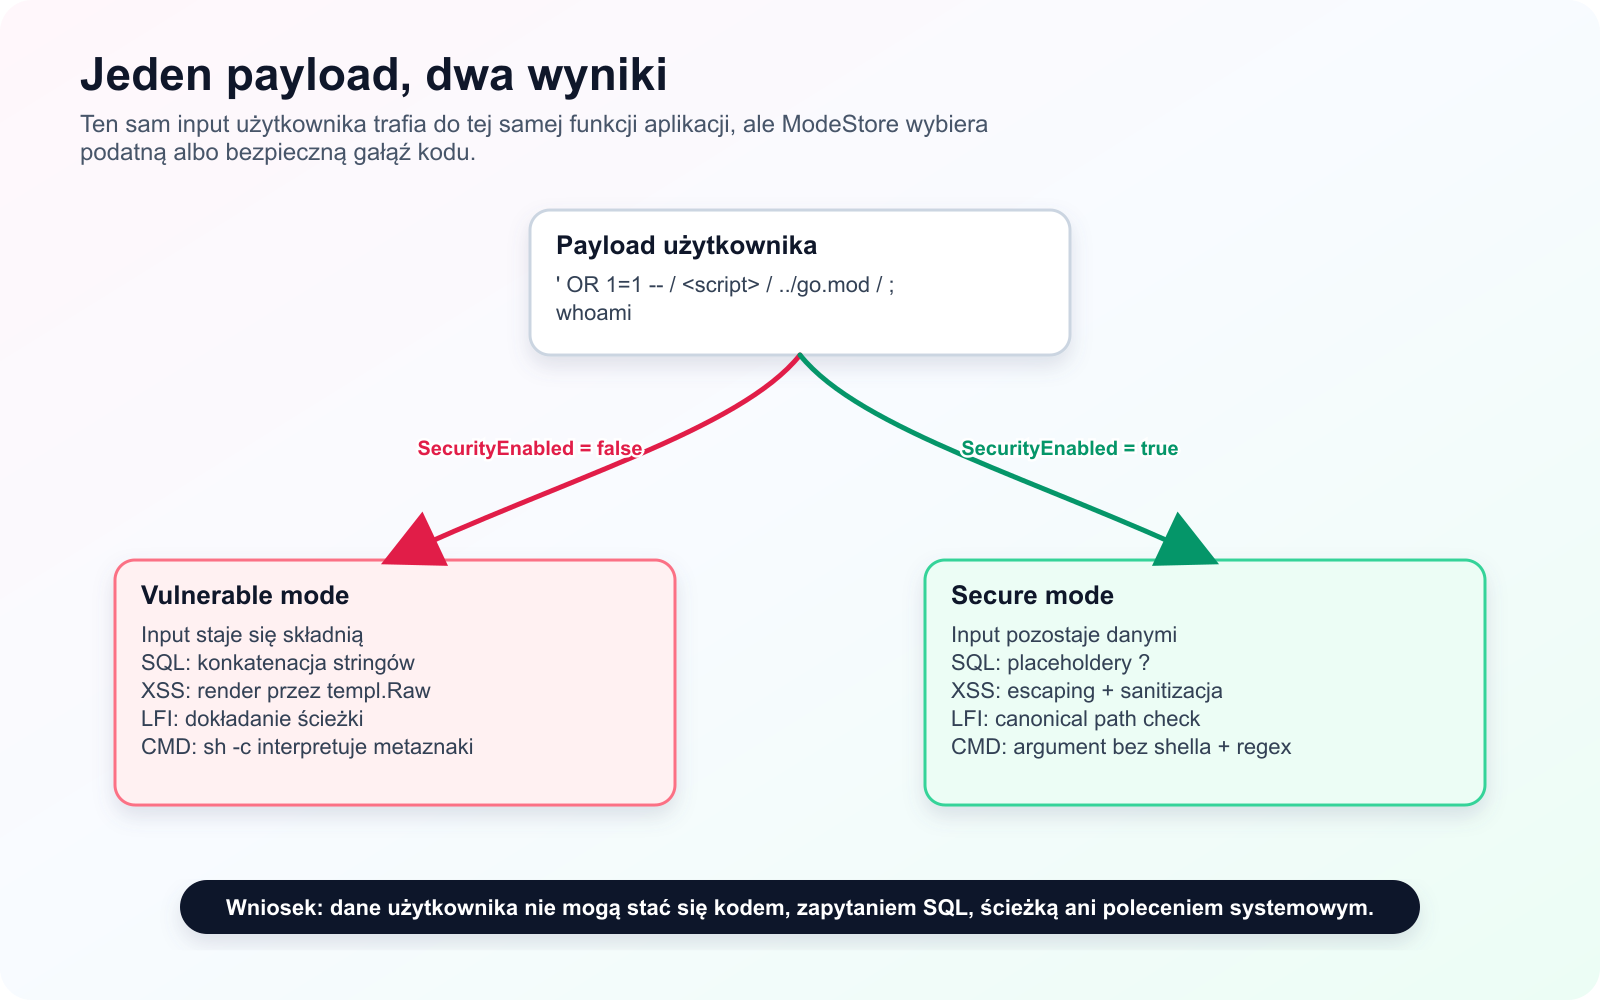 Jeden payload, dwa wyniki
Ten sam input użytkownika trafia do tej samej funkcji aplikacji, ale ModeStore wybiera
podatną albo bezpieczną gałąź kodu.
Payload użytkownika
' OR 1=1 -- / <script> / ../go.mod / ;
whoami
SecurityEnabled = false
SecurityEnabled = true
Vulnerable mode
Input staje się składnią
SQL: konkatenacja stringów
XSS: render przez templ.Raw
LFI: dokładanie ścieżki
CMD: sh -c interpretuje metaznaki
Secure mode
Input pozostaje danymi
SQL: placeholdery ?
XSS: escaping + sanitizacja
LFI: canonical path check
CMD: argument bez shella + regex
Wniosek: dane użytkownika nie mogą stać się kodem, zapytaniem SQL, ścieżką ani poleceniem systemowym.